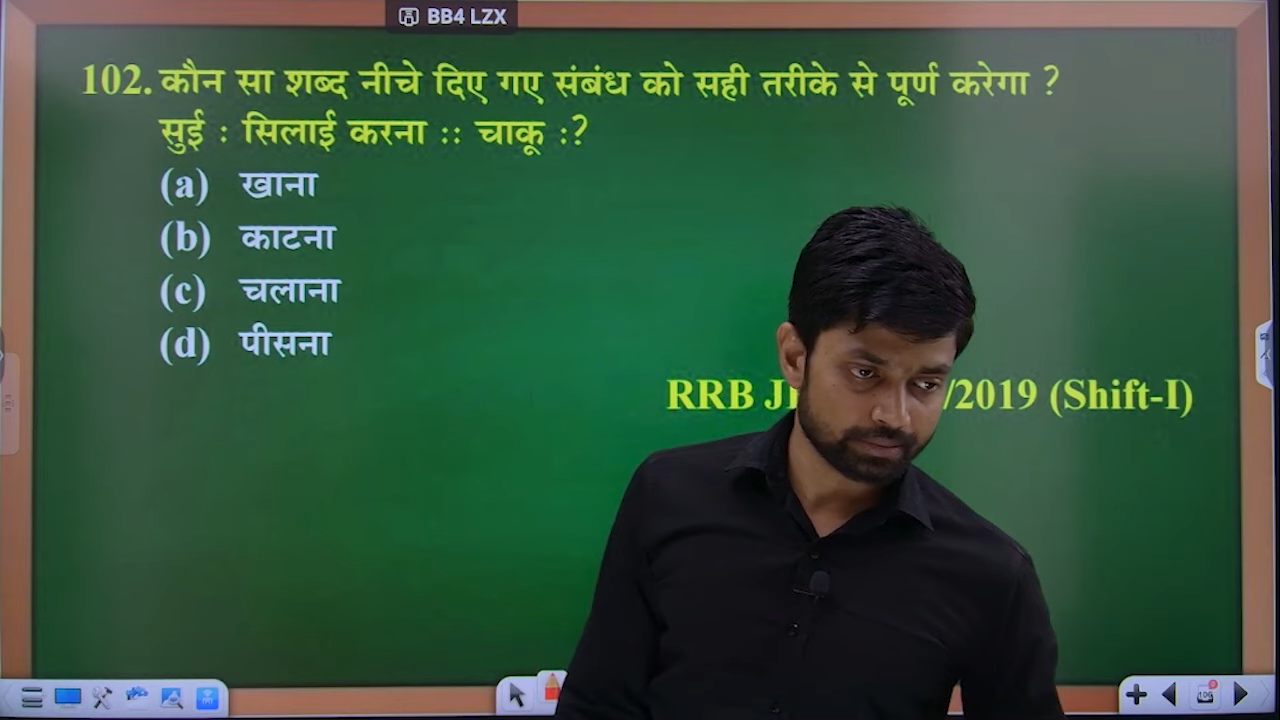 BB4 LZX
102. कौन सा शब्द नीचे दिए गए संबंध को सही तरीके से पूर्ण करेगा ?
सुई : सिलाई करना :: चाकू :?
(a) खाना
(b) काटना
(c) चलाना
(d) पीसना
RRB /2019 (Shift-I)